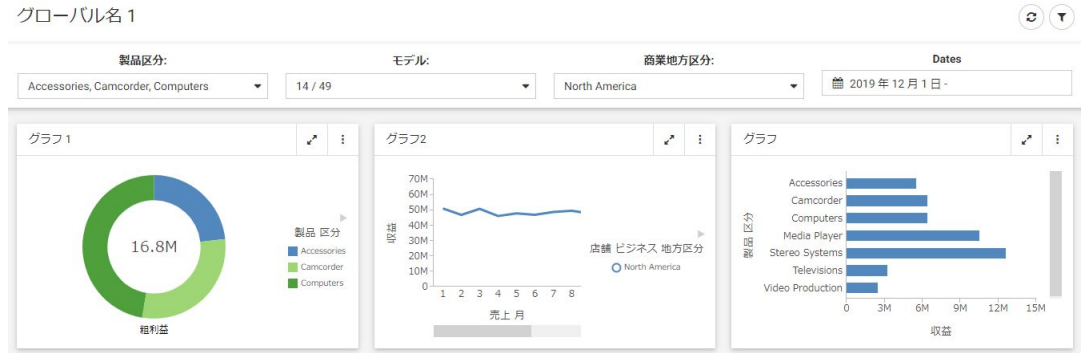 グローバル名 1
製品区分:
モデル:
商業地方区分:
Dates
Accessories, Camcorder, Computers
14 / 49
North America
2019 年 12 月 1 日 -
グラフ 1
16.8M
粗利益
製品 区分
Accessories
Camcorder
Computers
グラフ2
収益
70M
60M
50M
40M
30M
20M
10M
0
1 2 3 4 5 6 7 8
売上 月
店舗 ビジネス 地方区分
North America
グラフ
製品 区分
Accessories
Camcorder
Computers
Media Player
Stereo Systems
Televisions
Video Production
0 3M 6M 9M 12M 15M
収益